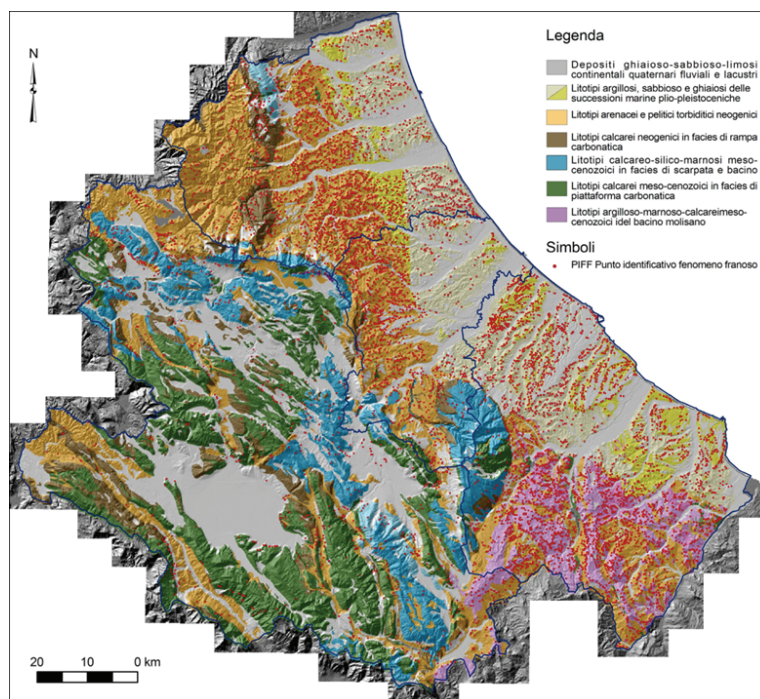 N
Legenda
Depositi ghiaioso-sabbioso-limosi
continentali quaternari fluviali e lacustri
Litotipi argillosi, sabbioso e ghiaiosi delle
successioni marine plio-pleistoceniche
Litotipi arenacei e pelitici torbiditici neogenici
Litotipi calcarei neogenici in facies di rampa
carbonatica
Litotipi calcareo-silico-marnosi meso-
cenozoici in facies di scarpata e bacino
Litotipi calcarei meso-cenozoici in facies di
piattaforma carbonatica
Litotipi argilloso-marnoso-calcareimeso-
cenozoici idel bacino molisano
Simboli
PIFF Punto identificativo fenomeno franoso
20 10 0 km